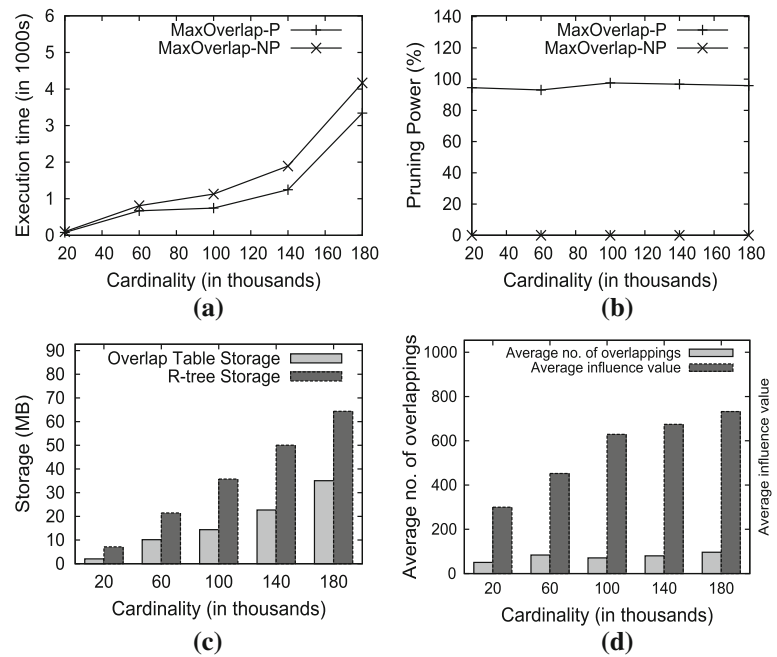 MaxOverlap-P
MaxOverlap-NP
Execution time (in 1000s)
6
5
4
3
2
1
0
20 60 100 140 180
Cardinality (in thousands)
(a)
MaxOverlap-P
MaxOverlap-NP
Pruning Power (%)
140
120
100
80
60
40
20
0
20 40 60 80 100 120 140 160 180
Cardinality (in thousands)
(b)
Overlap Table Storage
R-tree Storage
Storage (MB)
90
80
70
60
50
40
30
20
10
0
20 60 100 140 180
Cardinality (in thousands)
(c)
Average no. of overlappings
Average influence value
Average no. of overlappings
1000
800
600
400
200
0
20 60 100 140 180
Average influence value
Cardinality (in thousands)
(d)